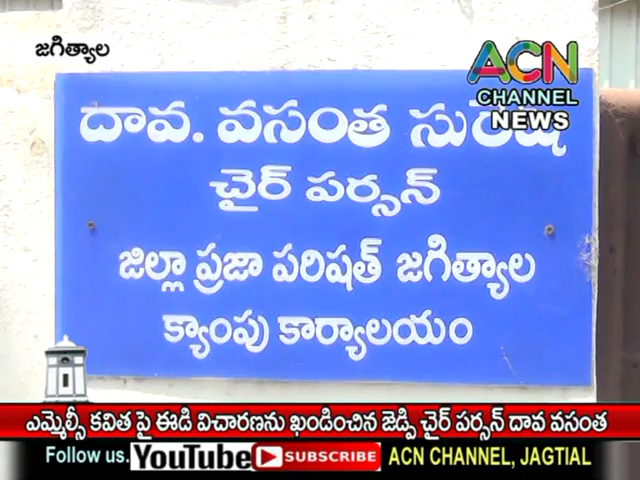 జగిత్యాల
ACN
CHANNEL
NEWS
దావ. వసంత సురేష్
చైర్ పర్సన్
జిల్లా ప్రజా పరిషత్ జగిత్యాల
క్యాంపు కార్యాలయం
ఎమ్మెల్సీ కవిత పై ఈడి విచారణను ఖండించిన జెడ్పి చైర్ పర్సన్ దావ వసంత
Follow us. YouTube SUBSCRIBE ACN CHANNEL, JAGTIAL